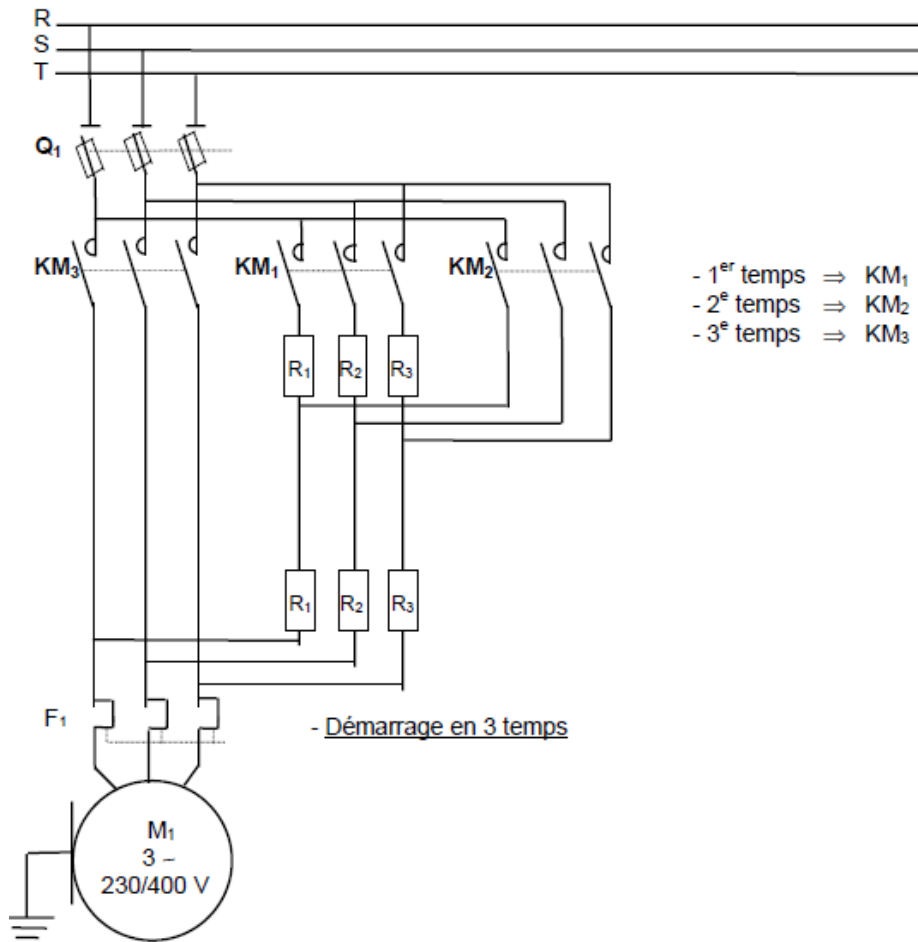 R
S
T
Q₁
KM₃ KM₁ KM₂
- 1ᵉʳ temps ⇒ KM₁
- 2ᵉ temps ⇒ KM₂
- 3ᵉ temps ⇒ KM₃
R₁ R₂ R₃
R₁ R₂ R₃
F₁
- Démarrage en 3 temps
M₁
3 ~
230/400 V